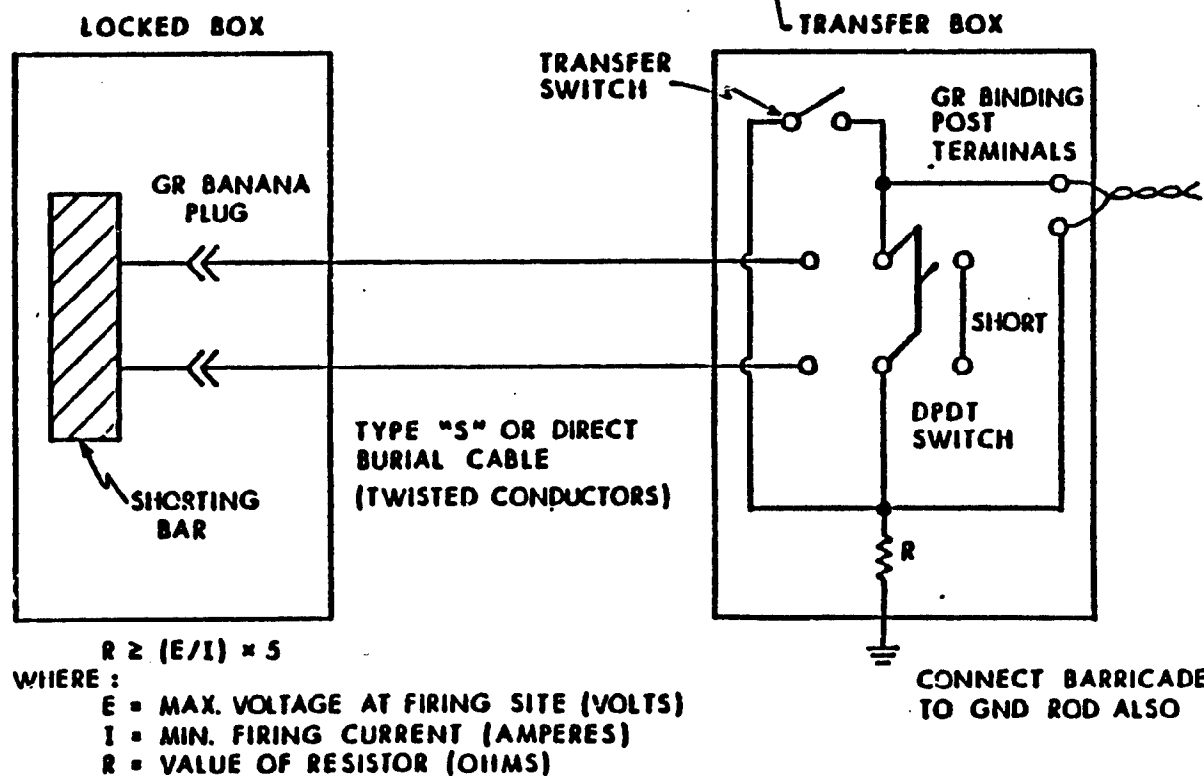 LOCKED BOX
TRANSFER BOX
TRANSFER
SWITCH
GR BINDING
POST
TERMINALS
GR BANANA
PLUG
SHORT
DPDT
SWITCH
TYPE "S" OR DIRECT
BURIAL CABLE
(TWISTED CONDUCTORS)
SHORTING
BAR
R
R ≥ (E/I) × 5
WHERE :
E = MAX. VOLTAGE AT FIRING SITE (VOLTS)
I = MIN. FIRING CURRENT (AMPERES)
R = VALUE OF RESISTOR (OHMS)
CONNECT BARRICADE
TO GND ROD ALSO